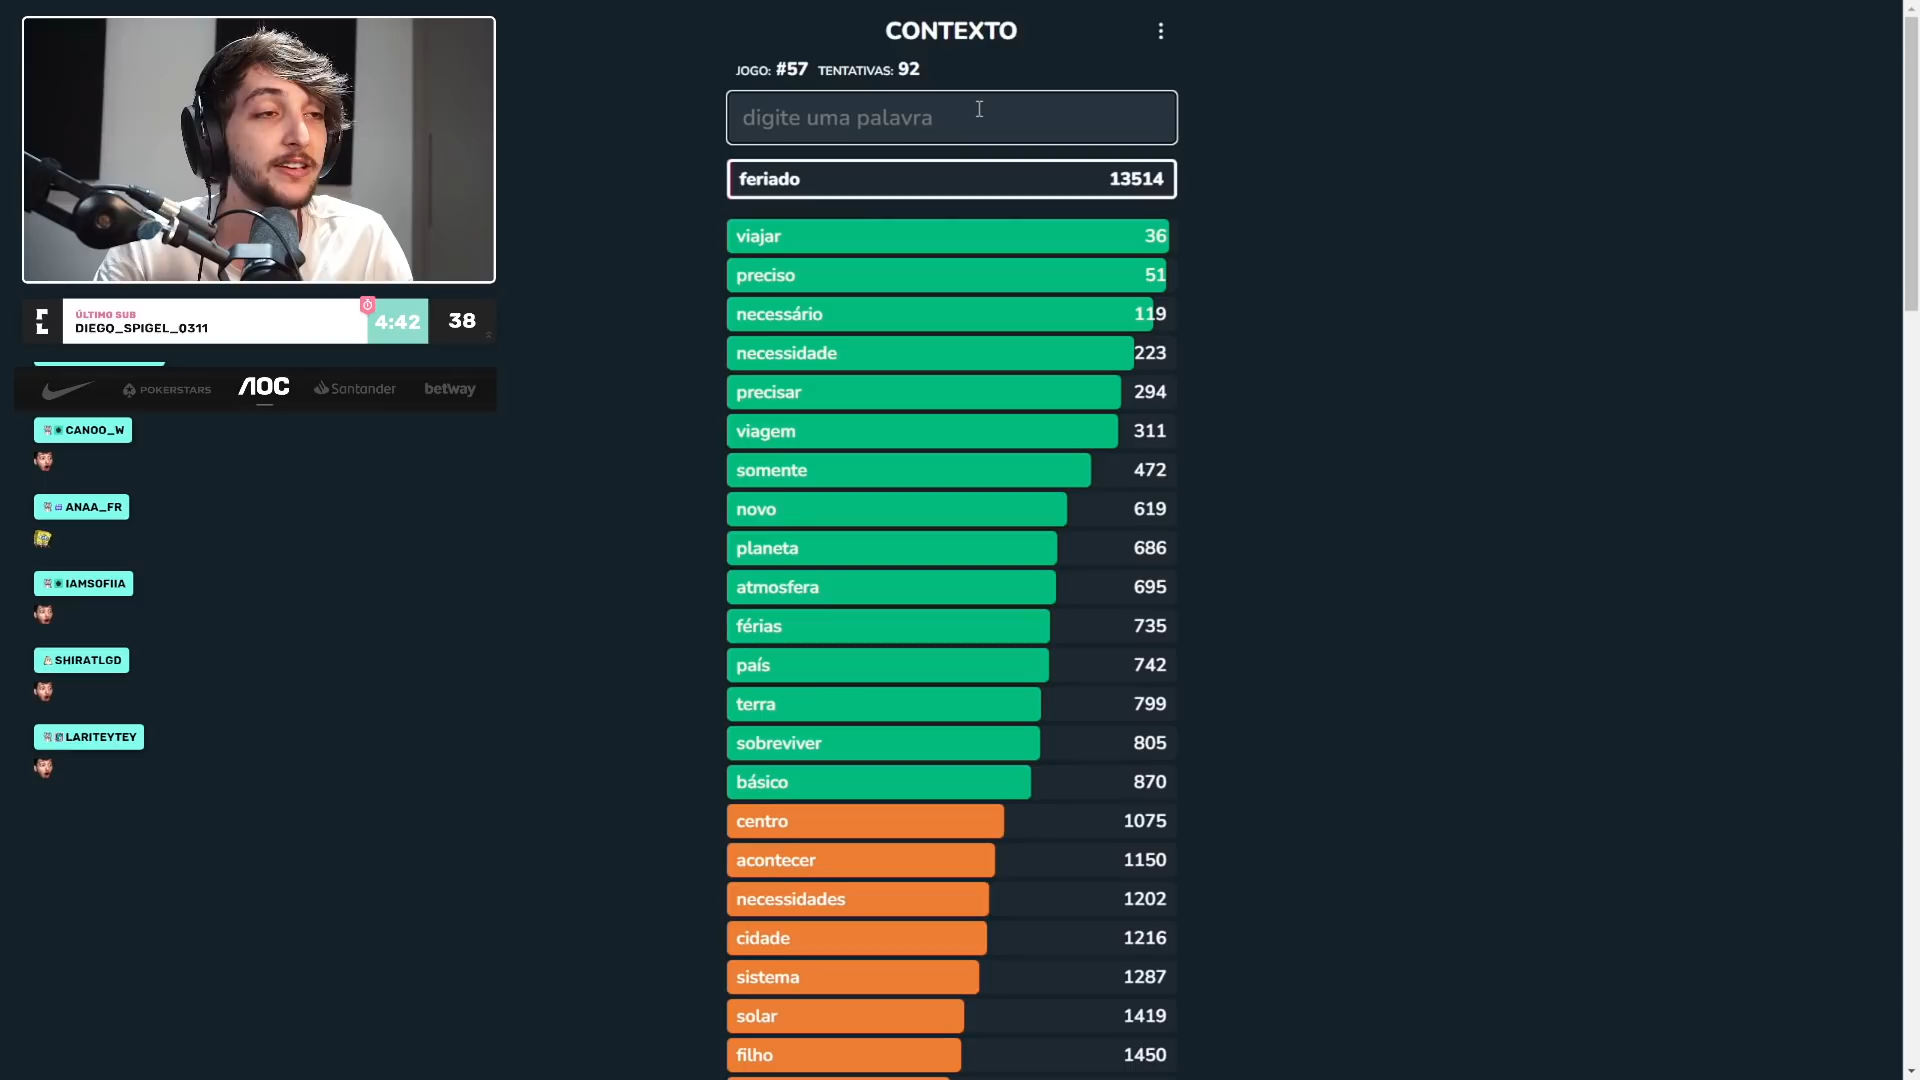 CONTEXTO
JOGO: #57 TENTATIVAS: 92
digite uma palavra
feriado 13514
viajar 36
preciso 51
necessário 119
necessidade 223
precisar 294
viagem 311
somente 472
novo 619
planeta 686
atmosfera 695
férias 735
país 742
terra 799
sobreviver 805
básico 870
centro 1075
acontecer 1150
necessidades 1202
cidade 1216
sistema 1287
solar 1419
filho 1450
ÚLTIMO SUB
DIEGO_SPIGEL_0311
4:42
38
POKERSTARS AOC Santander betway
CANOO_W
ANAA_FR
IAMSOFIIA
SHIRATLGD
LARITEYTEY